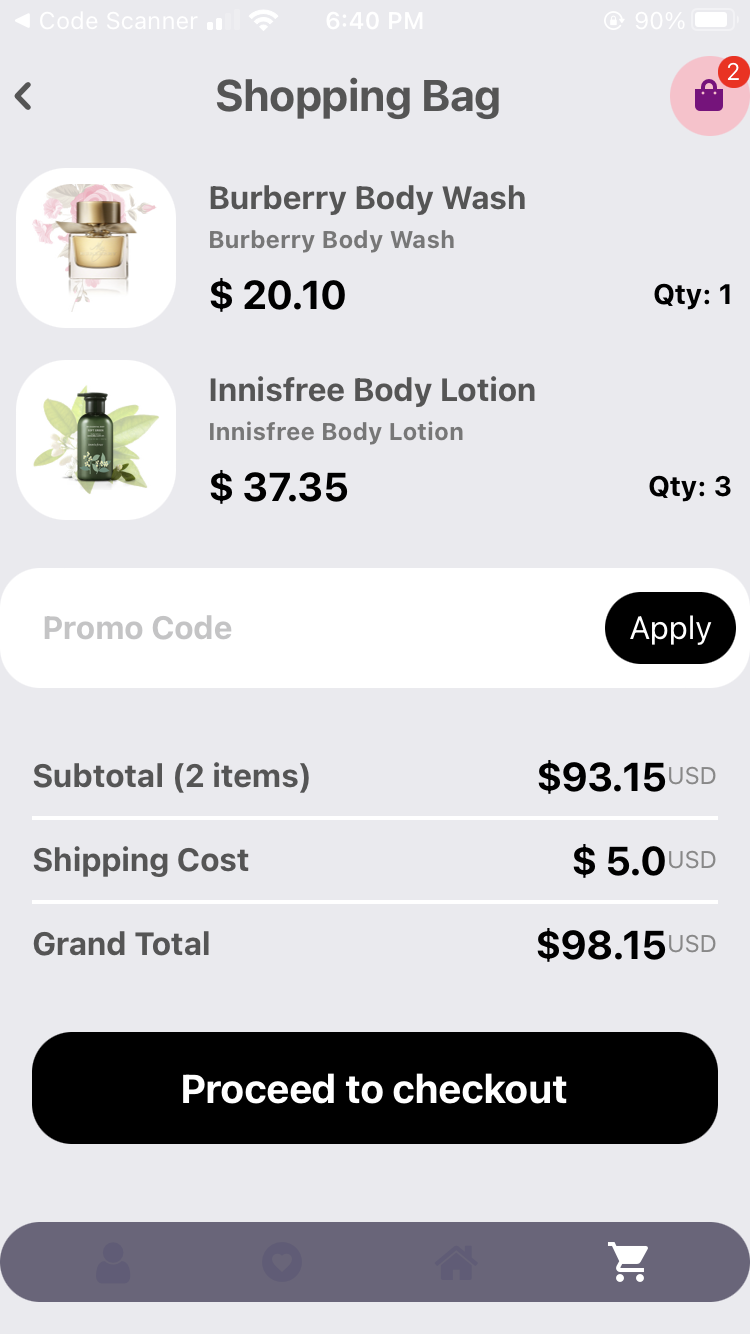 ◀ Code Scanner 6:40 PM 90%
Shopping Bag
2
Burberry Body Wash
Burberry Body Wash
$ 20.10 Qty: 1
Innisfree Body Lotion
Innisfree Body Lotion
$ 37.35 Qty: 3
Promo Code Apply
Subtotal (2 items) $93.15USD
Shipping Cost $ 5.0USD
Grand Total $98.15USD
Proceed to checkout